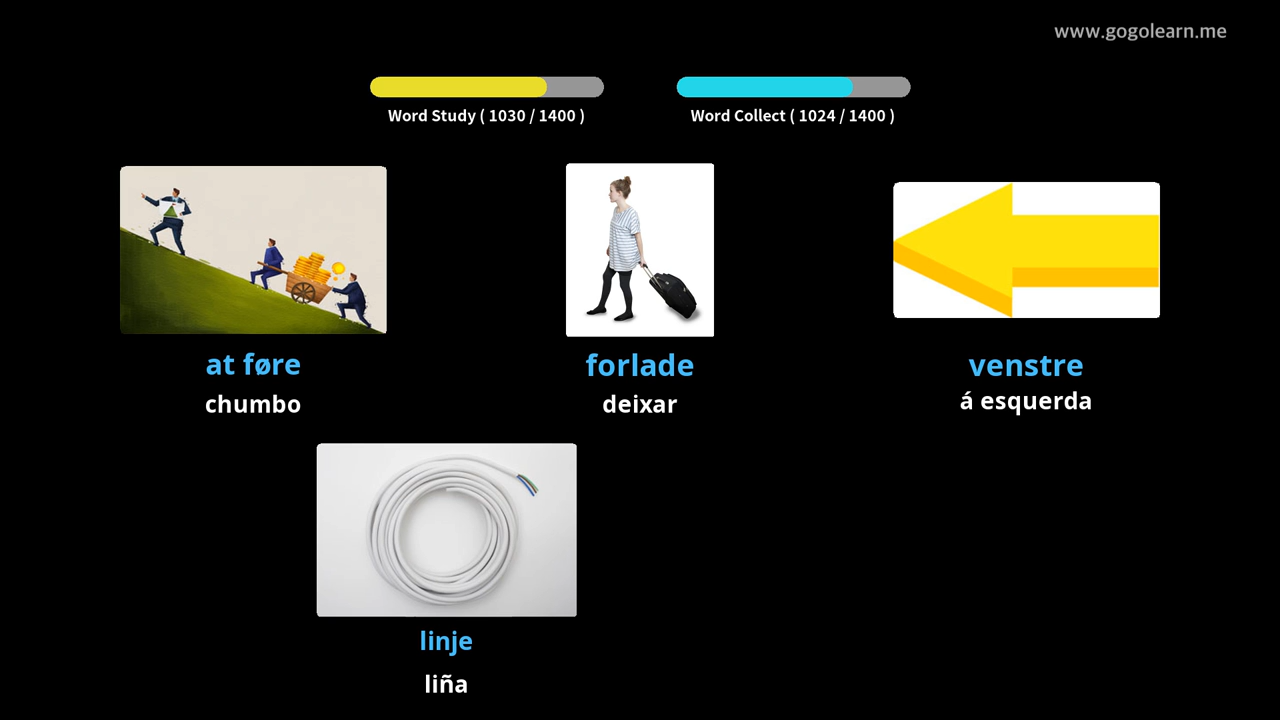 www.gogolearn.me
Word Study ( 1030 / 1400 )
Word Collect ( 1024 / 1400 )
at føre
chumbo
forlade
deixar
venstre
á esquerda
linje
liña